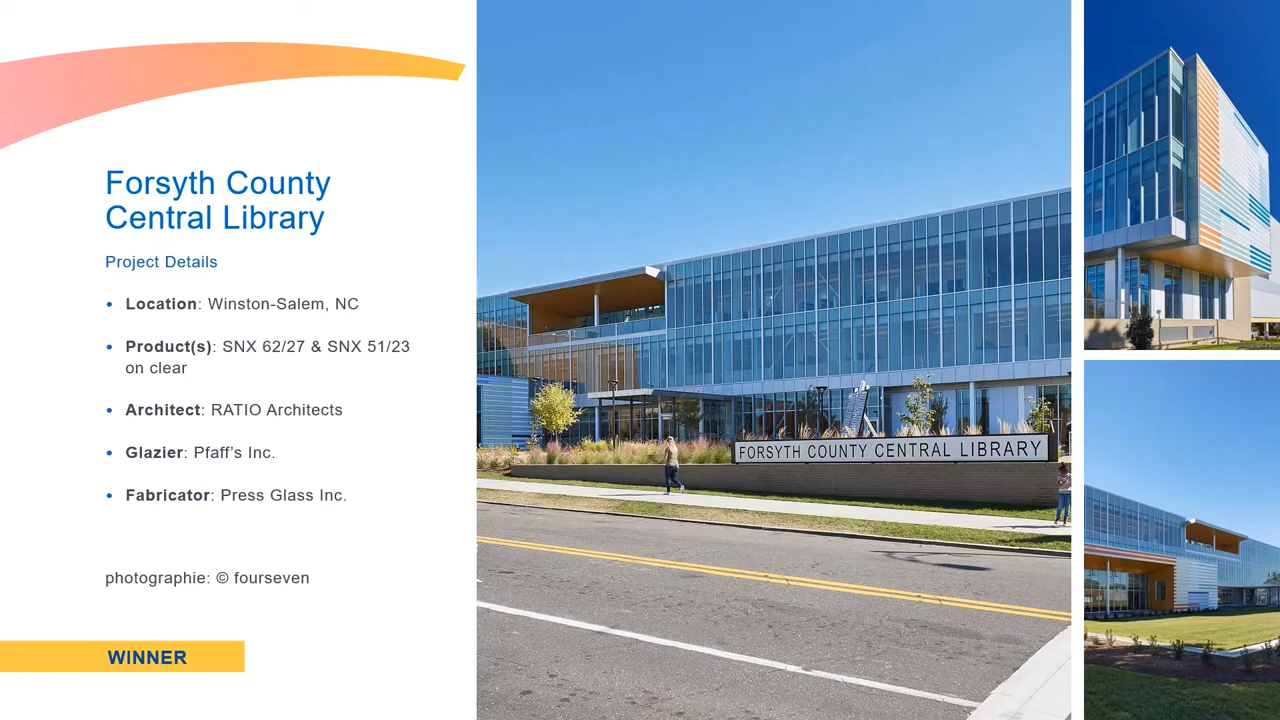 Forsyth County
Central Library
Project Details
• Location: Winston-Salem, NC
• Product(s): SNX 62/27 & SNX 51/23
on clear
• Architect: RATIO Architects
• Glazier: Pfaff's Inc.
• Fabricator: Press Glass Inc.
photographie: © fourseven
WINNER
FORSYTH COUNTY CENTRAL LIBRARY